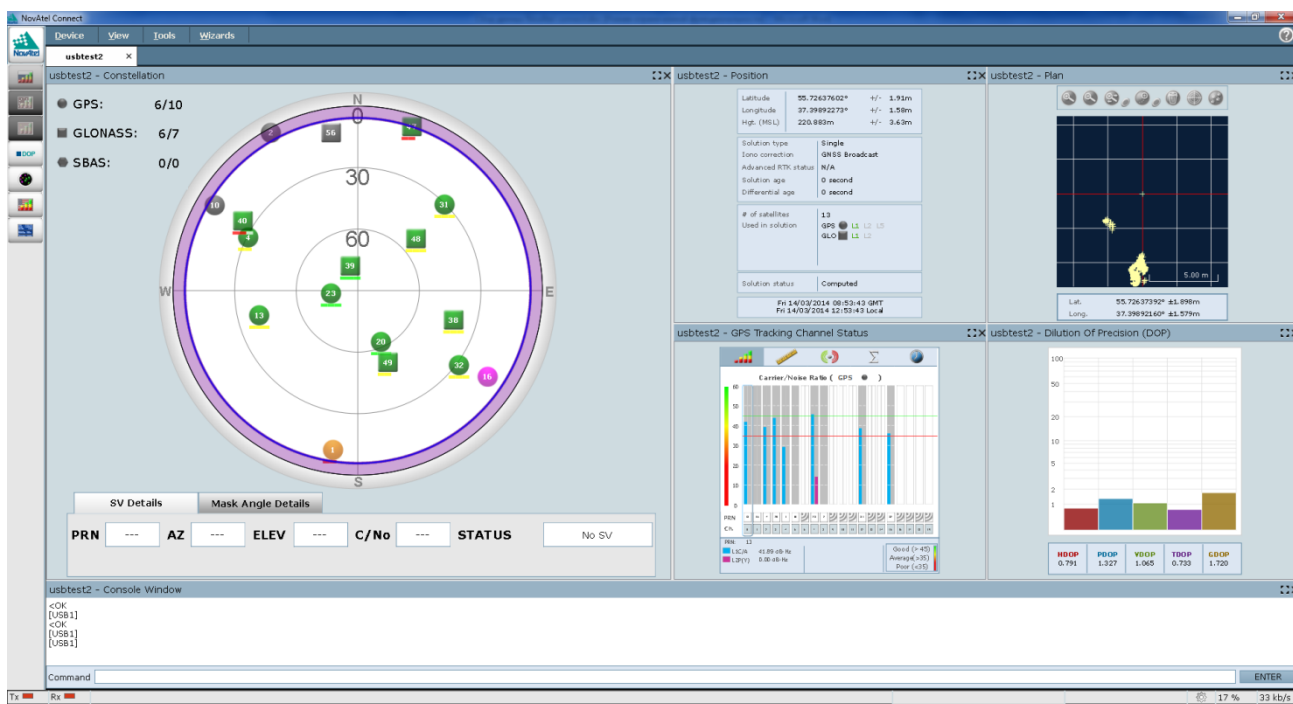 NovAtel Connect
NovAtel
Device View Tools Wizards
usbtest2 X
usbtest2 - Constellation
GPS: 6/10
GLONASS: 6/7
SBAS: 0/0
N
0
30
60
W
E
S
2
56
10
40
4
31
48
39
23
13
38
20
49
32
16
1
DOP
SV Details Mask Angle Details
PRN --- AZ --- ELEV --- C/No --- STATUS No SV
usbtest2 - Position
Latitude 55.72637602° +/- 1.91m
Longitude 37.39892273° +/- 1.58m
Hgt. (MSL) 220.883m +/- 3.63m
Solution type Single
Iono correction GNSS Broadcast
Advanced RTK status N/A
Solution age 0 second
Differential age 0 second
# of satellites 13
Used in solution GPS L1 L2 L5
GLO L1 L2
Solution status Computed
Fri 14/03/2014 08:53:43 GMT
Fri 14/03/2014 12:53:43 Local
usbtest2 - Plan
5.00 m
Lat. 55.72637392° ±1.898m
Long. 37.39892160° ±1.579m
usbtest2 - GPS Tracking Channel Status
Σ
Carrier/Noise Ratio ( GPS )
60
50
40
30
20
10
0
PRN
Ch.
PRN: 13
L1C/A 41.89 dB-Hz
L2P(Y) 0.00 dB-Hz
Good (> 45)
Average(>35)
Poor (<35)
usbtest2 - Dilution Of Precision (DOP)
100
50
20
10
5
2
1
HDOP PDOP VDOP TDOP GDOP
0.791 1.327 1.065 0.733 1.720
usbtest2 - Console Window
<OK
[USB1]
<OK
[USB1]
[USB1]
Command ENTER
Tx Rx 17 % 33 kb/s